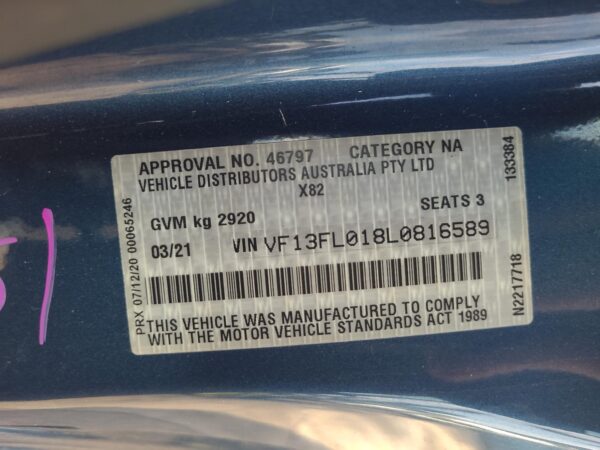 APPROVAL NO. 46797 CATEGORY NA
VEHICLE DISTRIBUTORS AUSTRALIA PTY LTD
X82
GVM kg 2920 SEATS 3
03/21 VIN VF13FL018L0816589
THIS VEHICLE WAS MANUFACTURED TO COMPLY
WITH THE MOTOR VEHICLE STANDARDS ACT 1989
PRX 07/12/20 00065246
133384
N2217718